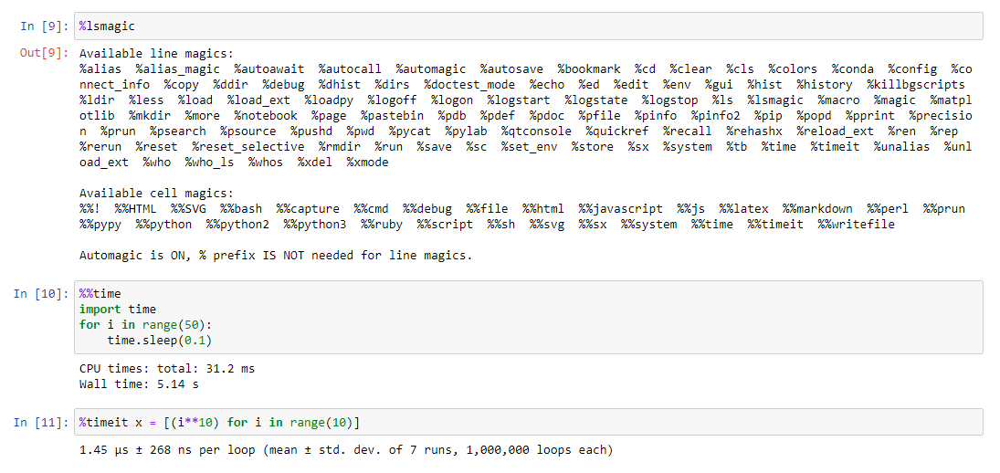 In [9]: %lsmagic
Out[9]: Available line magics:
%alias %alias_magic %autoawait %autocall %automagic %autosave %bookmark %cd %clear %cls %colors %conda %config %co
nnect_info %copy %ddir %debug %dhist %dirs %doctest_mode %echo %ed %edit %env %gui %hist %history %killbgscripts
%ldir %less %load %load_ext %loadpy %logoff %logon %logstart %logstate %logstop %ls %lsmagic %macro %magic %matpl
otlib %mkdir %more %notebook %page %pastebin %pdb %pdef %pdoc %pfile %pinfo %pinfo2 %pip %popd %pprint %precisio
n %prun %psearch %psource %pushd %pwd %pycat %pylab %qtconsole %quickref %recall %rehashx %reload_ext %ren %rep
%rerun %reset %reset_selective %rmdir %run %save %sc %set_env %store %sx %system %tb %time %timeit %unalias %unl
oad_ext %who %who_ls %whos %xdel %xmode
Available cell magics:
%%! %%HTML %%SVG %%bash %%capture %%cmd %%debug %%file %%html %%javascript %%js %%latex %%markdown %%perl %%prun
%%pypy %%python %%python2 %%python3 %%ruby %%script %%sh %%svg %%sx %%system %%time %%timeit %%writefile
Automagic is ON, % prefix IS NOT needed for line magics.
In [10]: %%time
import time
for i in range(50):
    time.sleep(0.1)
CPU times: total: 31.2 ms
Wall time: 5.14 s
In [11]: %timeit x = [(i**10) for i in range(10)]
1.45 µs ± 268 ns per loop (mean ± std. dev. of 7 runs, 1,000,000 loops each)